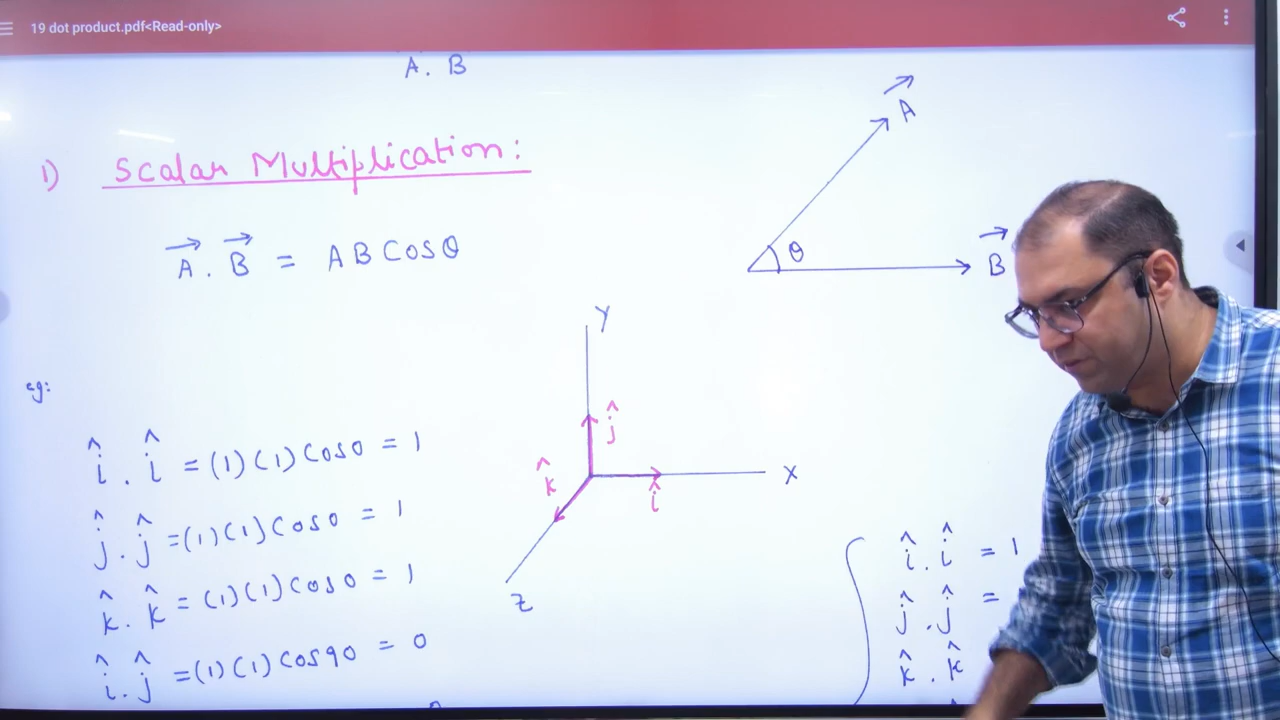 19 dot product.pdf<Read-only>
A . B
1) Scalar Multiplication:
A⃗ . B⃗ = A B Cos θ
A⃗
θ
B⃗
eg:
Y
ĵ
k̂
î
X
Z
î . î = (1) (1) Cos 0 = 1
ĵ . ĵ = (1) (1) Cos 0 = 1
k̂ . k̂ = (1) (1) Cos 0 = 1
î . ĵ = (1) (1) Cos 90 = 0
î . î = 1
ĵ . ĵ =
k̂ . k̂